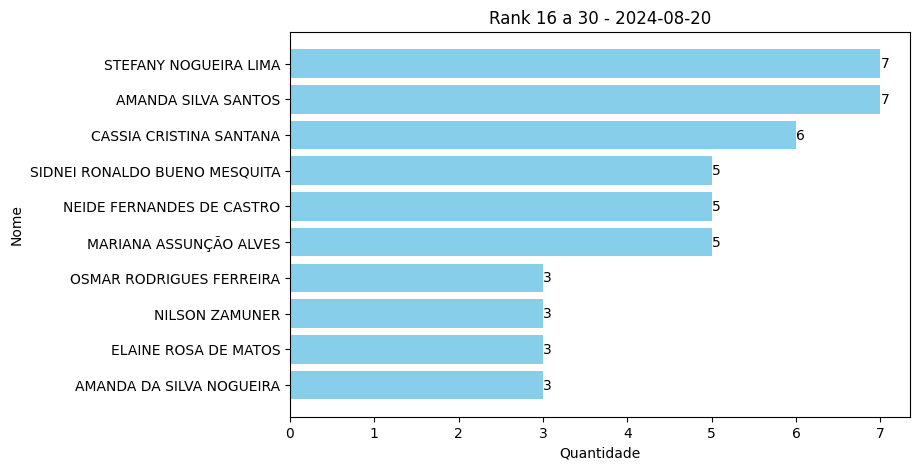 Rank 16 a 30 - 2024-08-20
STEFANY NOGUEIRA LIMA 7
AMANDA SILVA SANTOS 7
CASSIA CRISTINA SANTANA 6
SIDNEI RONALDO BUENO MESQUITA 5
NEIDE FERNANDES DE CASTRO 5
MARIANA ASSUNÇÃO ALVES 5
OSMAR RODRIGUES FERREIRA 3
NILSON ZAMUNER 3
ELAINE ROSA DE MATOS 3
AMANDA DA SILVA NOGUEIRA 3
Nome
0 1 2 3 4 5 6 7
Quantidade